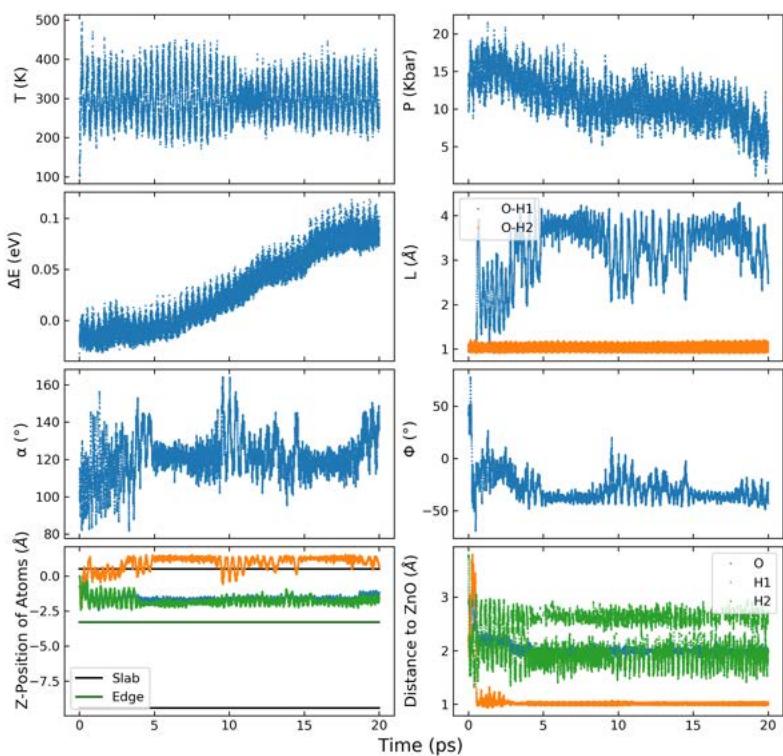 T (K)
500
400
300
200
100
P (Kbar)
20
15
10
5
ΔE (eV)
0.1
0.05
0.0
L (Å)
4
3
2
1
O-H1
O-H2
α (°)
160
140
120
100
80
Φ (°)
50
0
−50
Z-Position of Atoms (Å)
0.0
−2.5
−5.0
−7.5
Slab
Edge
0 5 10 15 20
Distance to ZnO (Å)
3
2
1
O
H1
H2
0 5 10 15 20
Time (ps)